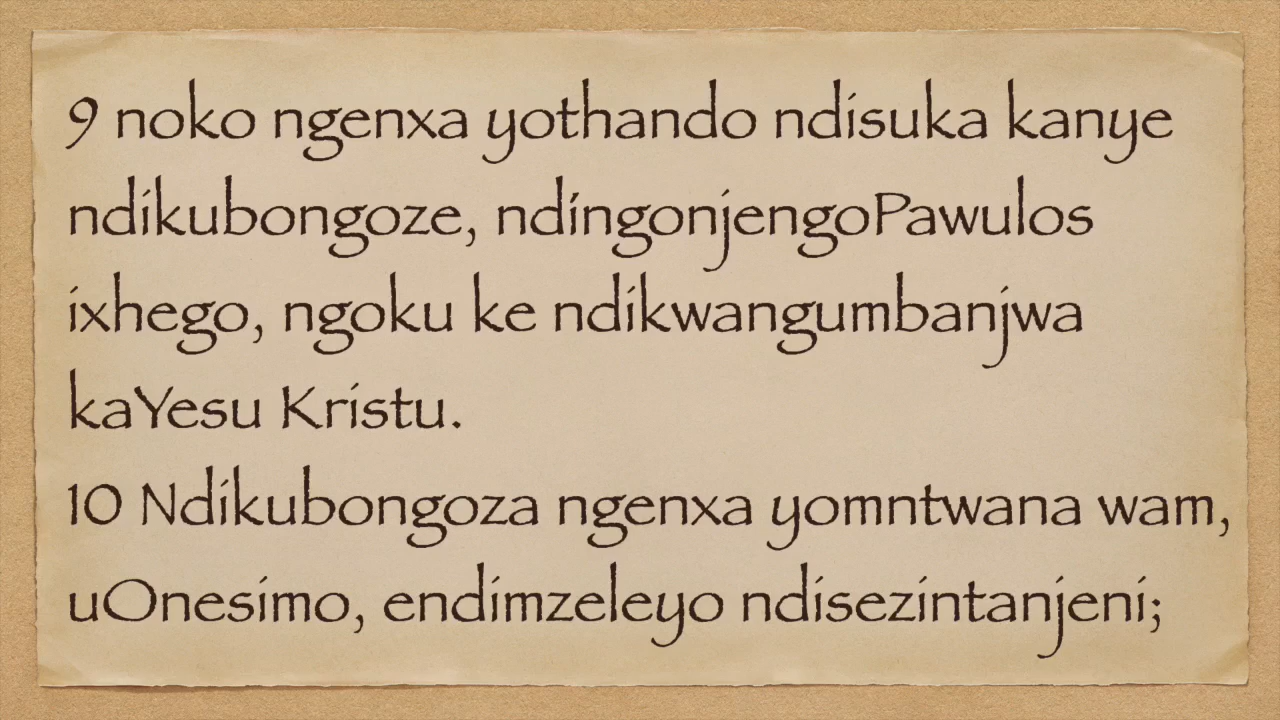 9 noko ngenxa yothando ndisuka kanye
ndikubongoze, ndingonjengoPawulos
ixhego, ngoku ke ndikwangumbanjwa
kaYesu Kristu.
10 Ndikubongoza ngenxa yomntwana wam,
uOnesimo, endimzeleyo ndisezintanjeni;